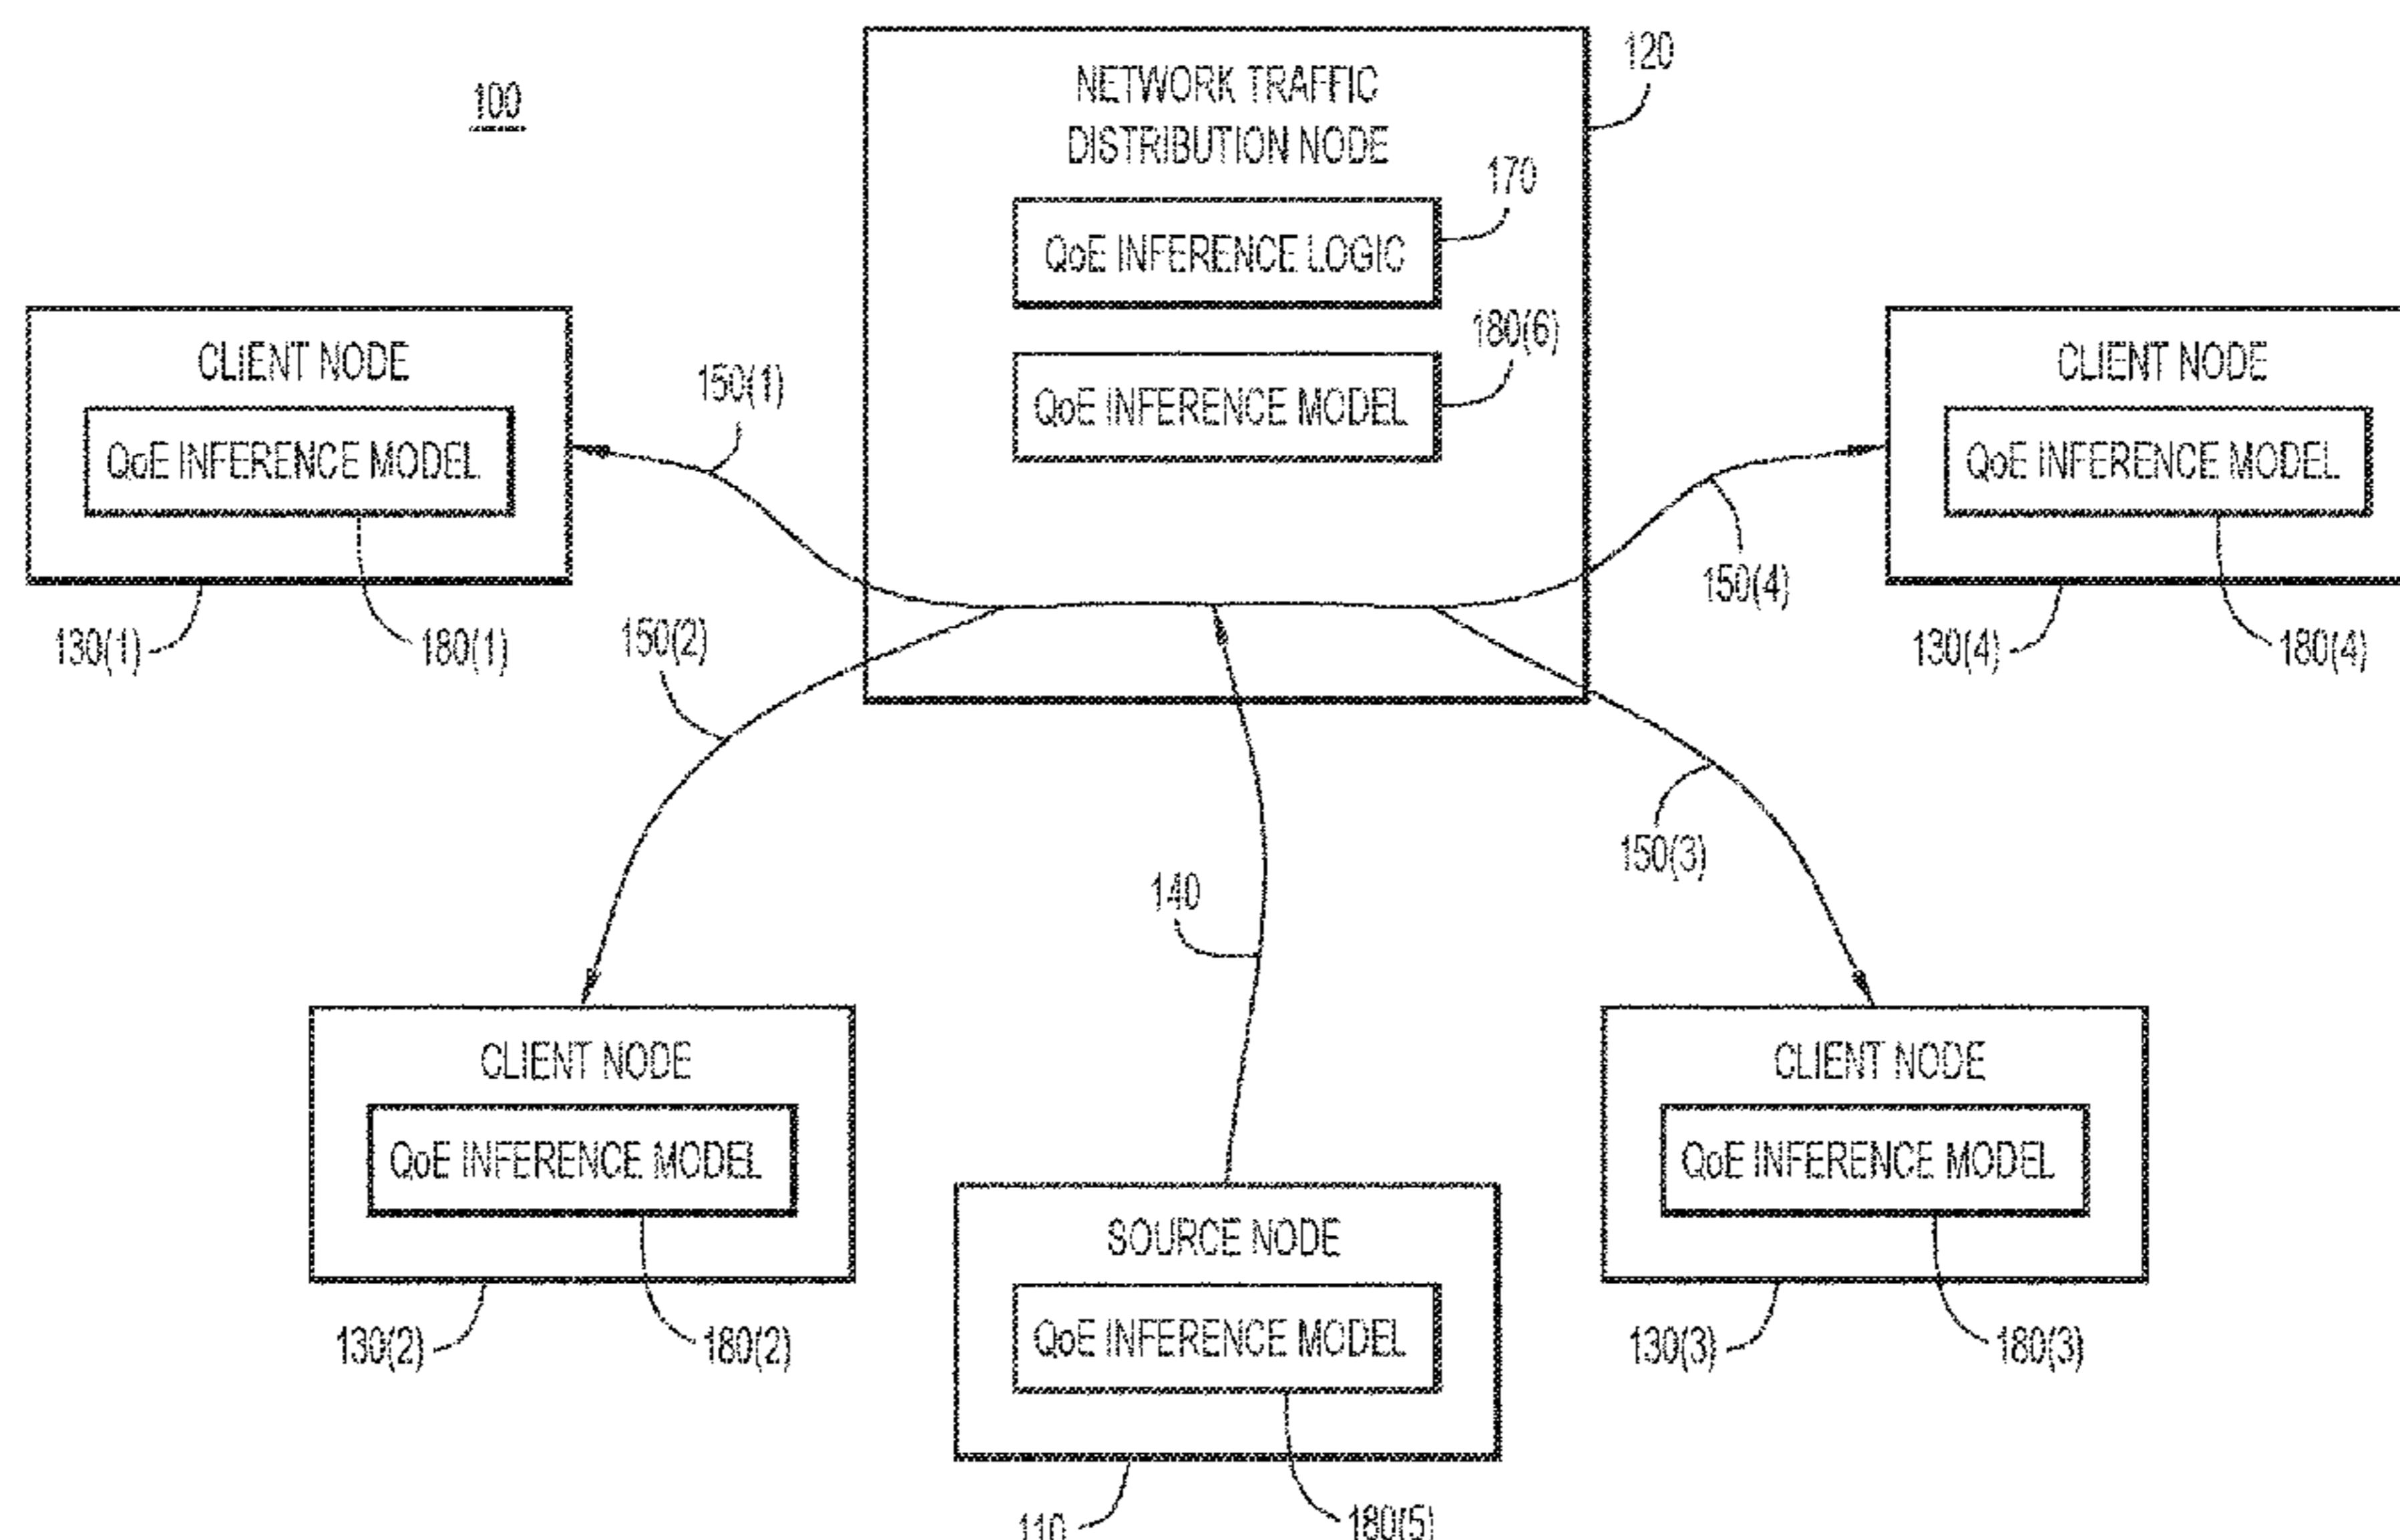 100
120
NETWORK TRAFFIC
DISTRIBUTION NODE
170
QoE INFERENCE LOGIC
180(6)
QoE INFERENCE MODEL
CLIENT NODE
QoE INFERENCE MODEL
150(1)
130(1)
180(1)
CLIENT NODE
QoE INFERENCE MODEL
150(4)
130(4)
180(4)
150(2)
150(3)
140
CLIENT NODE
QoE INFERENCE MODEL
130(2)
180(2)
SOURCE NODE
QoE INFERENCE MODEL
110
180(5)
CLIENT NODE
QoE INFERENCE MODEL
130(3)
180(3)